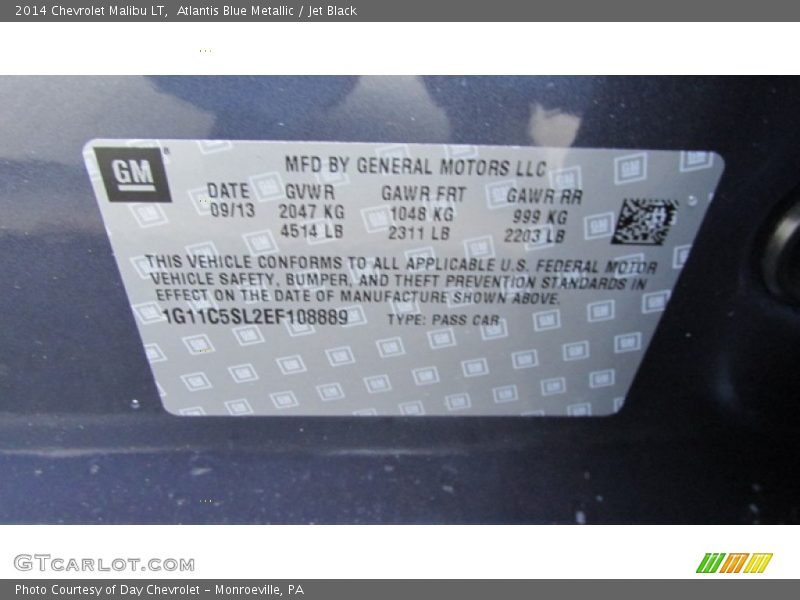 2014 Chevrolet Malibu LT, Atlantis Blue Metallic / Jet Black
GM
MFD BY GENERAL MOTORS LLC
DATE GVWR GAWR FRT GAWR RR
09/13 2047 KG 1048 KG 999 KG
4514 LB 2311 LB 2203 LB
THIS VEHICLE CONFORMS TO ALL APPLICABLE U.S. FEDERAL MOTOR
VEHICLE SAFETY, BUMPER, AND THEFT PREVENTION STANDARDS IN
EFFECT ON THE DATE OF MANUFACTURE SHOWN ABOVE.
1G11C5SL2EF108889 TYPE: PASS CAR
GTCARLOT.COM
Photo Courtesy of Day Chevrolet - Monroeville, PA